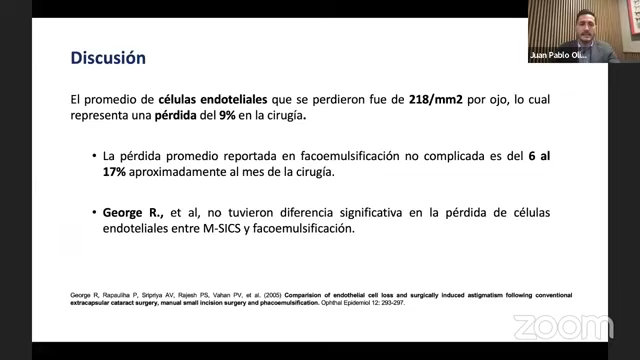 Discusión
Juan Pablo Oli...
El promedio de células endoteliales que se perdieron fue de 218/mm2 por ojo, lo cual
representa una pérdida del 9% en la cirugía.
• La pérdida promedio reportada en facoemulsificación no complicada es del 6 al
17% aproximadamente al mes de la cirugía.
• George R., et al, no tuvieron diferencia significativa en la pérdida de células
endoteliales entre M-SICS y facoemulsificación.
George R, Rapauliha P, Sripriya AV, Rajesh PS, Vahan PV, et al. (2005) Comparision of endothelial cell loss and surgically induced astigmatism following conventional
extracapsular cataract surgery, manual small incision surgery and phacoemulsification. Ophthal Epidemiol 12: 293-297.
zoom